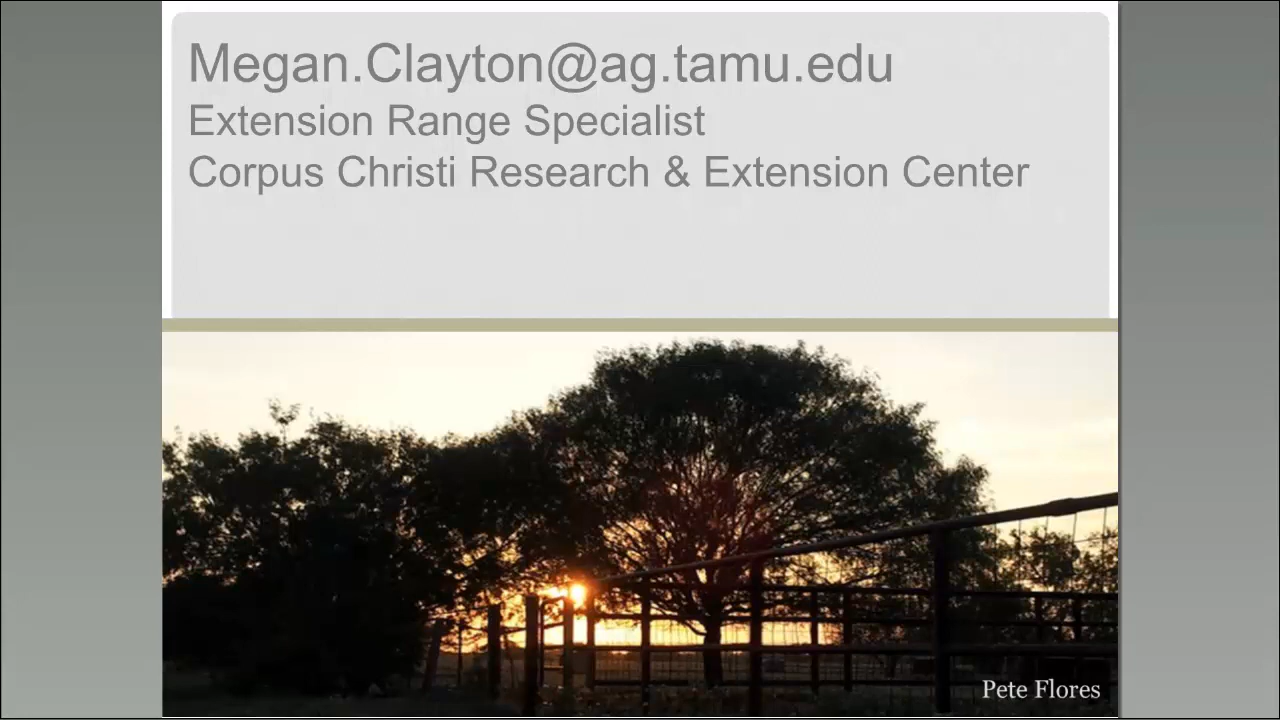 Megan.Clayton@ag.tamu.edu
Extension Range Specialist
Corpus Christi Research & Extension Center
Pete Flores